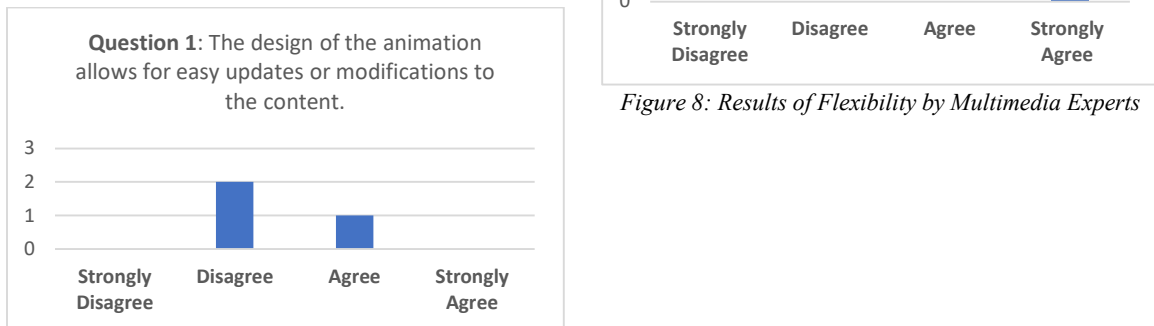 Question 1: The design of the animation
allows for easy updates or modifications to
the content.
3
2
1
0
Strongly Disagree Agree Strongly
Disagree Agree
0
Strongly Disagree Agree Strongly
Disagree Agree
Figure 8: Results of Flexibility by Multimedia Experts